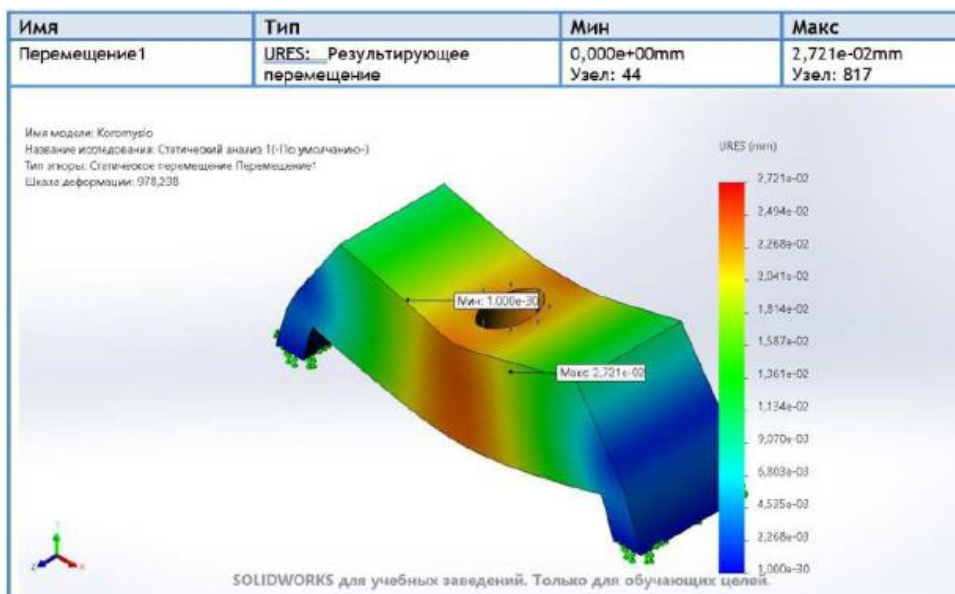 Имя Тип Мин Макс
Перемещение1 URES: Результирующее перемещение 0,000e+00mm Узел: 44 2,721e-02mm Узел: 817
Имя модели: Koromyslo
Название исследования: Статический анализ 1(-По умолчанию-)
Тип эпюры: Статическое перемещение Перемещение1
Шкала деформации: 978,238
URES (mm)
2,721e-02
2,494e-02
2,268e-02
2,041e-02
1,814e-02
1,587e-02
1,361e-02
1,134e-02
9,070e-03
6,803e-03
4,535e-03
2,268e-03
1,000e-30
Мин: 1,000e-30
Макс: 2,721e-02
SOLIDWORKS для учебных заведений. Только для обучающих целей.